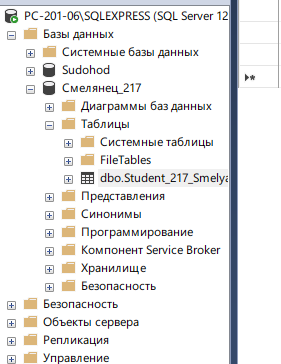 PC-201-06\SQLEXPRESS (SQL Server 12
Базы данных
Системные базы данных
Sudohod
Смелянец_217
Диаграммы баз данных
Таблицы
Системные таблицы
FileTables
dbo.Student_217_Smelya
Представления
Синонимы
Программирование
Компонент Service Broker
Хранилище
Безопасность
Безопасность
Объекты сервера
Репликация
Управление